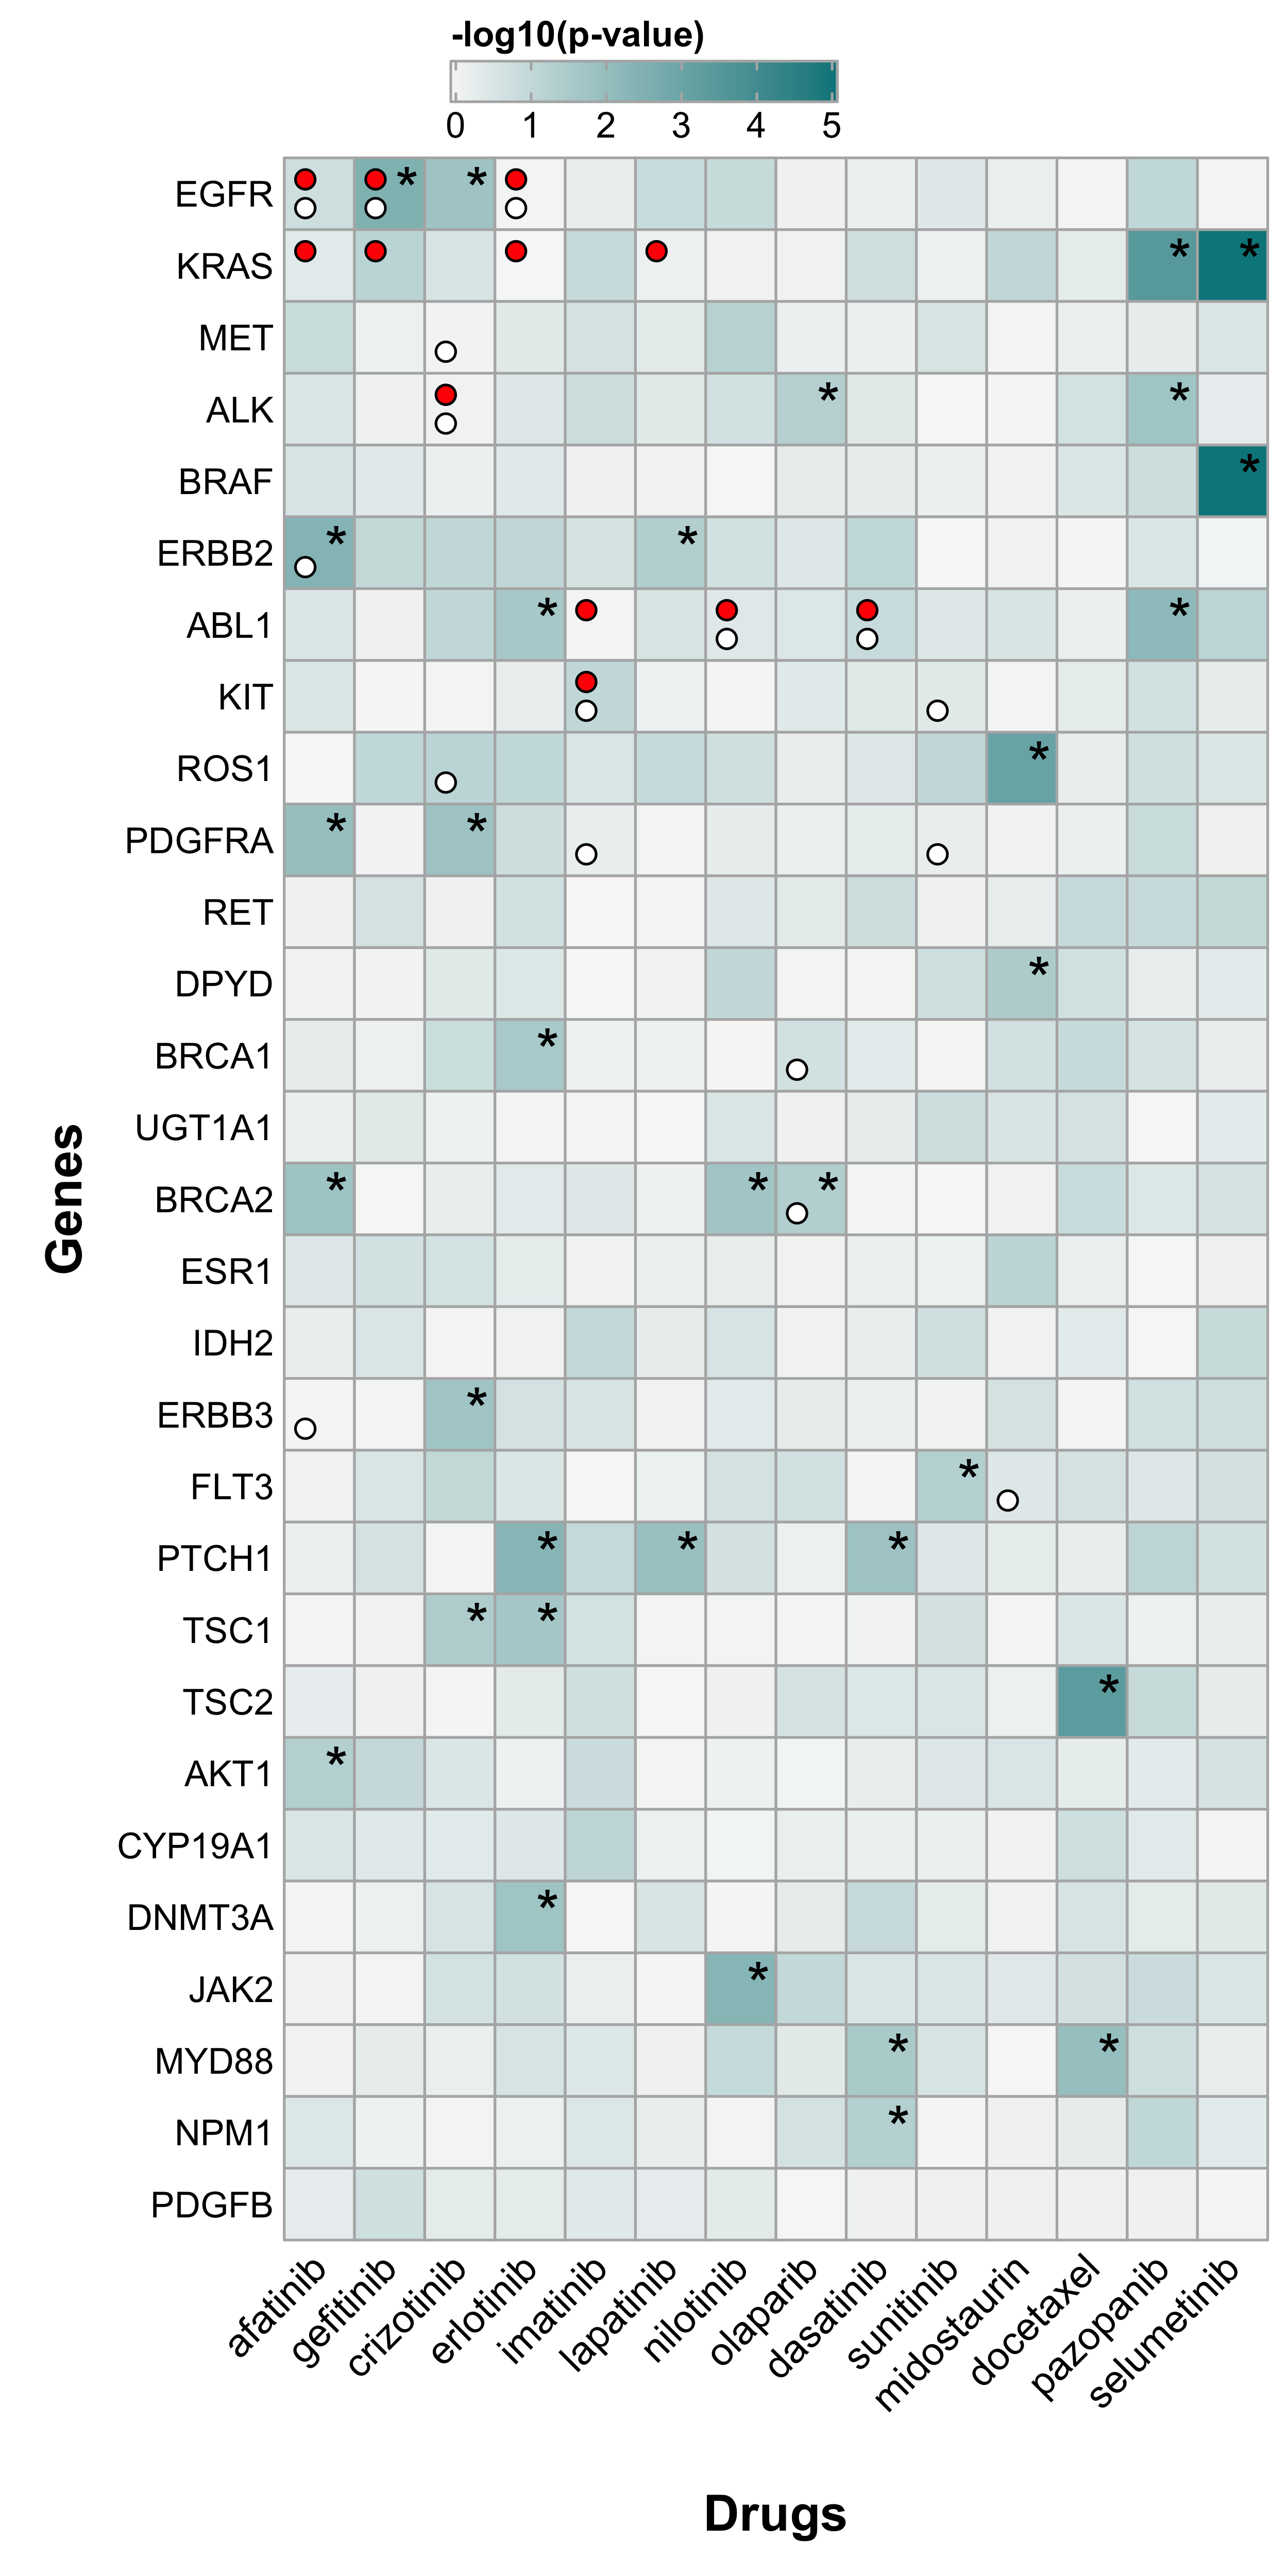 -log10(p-value)
0 1 2 3 4 5
EGFR * *
KRAS * *
MET
ALK * *
BRAF *
ERBB2 * *
ABL1 * *
KIT
ROS1 *
PDGFRA * *
RET
DPYD *
BRCA1 *
UGT1A1
BRCA2 * * *
ESR1
IDH2
ERBB3 *
FLT3 *
PTCH1 * * *
TSC1 * *
TSC2 *
AKT1 *
CYP19A1
DNMT3A *
JAK2 *
MYD88 * *
NPM1 *
PDGFB
Genes
afatinib gefitinib crizotinib erlotinib imatinib lapatinib nilotinib olaparib dasatinib sunitinib midostaurin docetaxel pazopanib selumetinib
Drugs